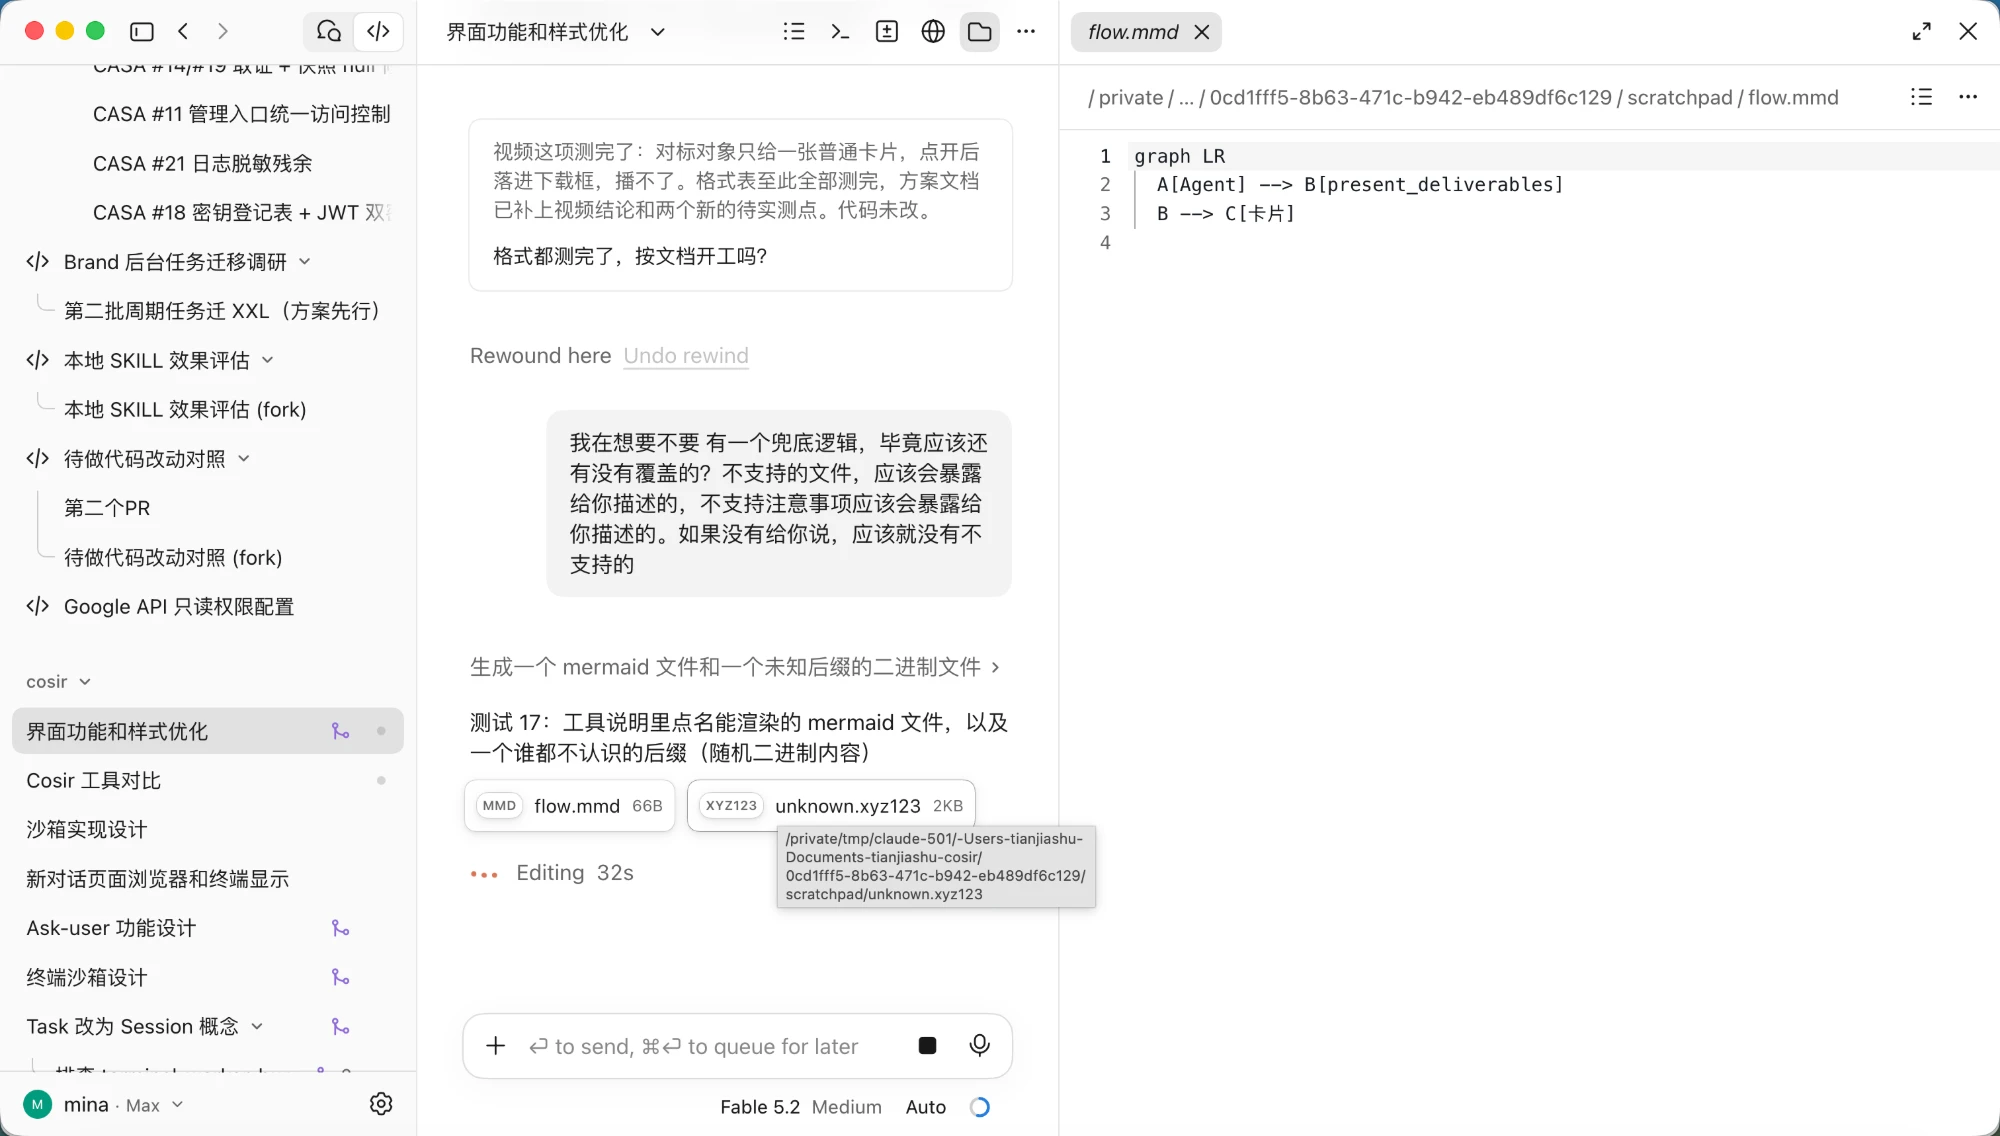 CASA #11 管理入口统一访问控制
CASA #21 日志脱敏残余
CASA #18 密钥登记表 + JWT 双
Brand 后台任务迁移调研
第二批周期任务迁 XXL（方案先行）
本地 SKILL 效果评估
本地 SKILL 效果评估 (fork)
待做代码改动对照
第二个PR
待做代码改动对照 (fork)
Google API 只读权限配置
cosir
界面功能和样式优化
Cosir 工具对比
沙箱实现设计
新对话页面浏览器和终端显示
Ask-user 功能设计
终端沙箱设计
Task 改为 Session 概念
M
mina · Max
界面功能和样式优化
视频这项测完了：对标对象只给一张普通卡片，点开后
落进下载框，播不了。格式表至此全部测完，方案文档
已补上视频结论和两个新的待实测点。代码未改。
格式都测完了，按文档开工吗？
Rewound here Undo rewind
我在想要不要 有一个兜底逻辑，毕竟应该还
有没有覆盖的？不支持的文件，应该会暴露
给你描述的，不支持注意事项应该会暴露给
你描述的。如果没有给你说，应该就没有不
支持的
生成一个 mermaid 文件和一个未知后缀的二进制文件
测试 17：工具说明里点名能渲染的 mermaid 文件，以及
一个谁都不认识的后缀（随机二进制内容）
MMD flow.mmd 66B
XYZ123 unknown.xyz123 2KB
/private/tmp/claude-501/-Users-tianjiashu-
Documents-tianjiashu-cosir/
0cd1fff5-8b63-471c-b942-eb489df6c129/
scratchpad/unknown.xyz123
Editing 32s
⏎ to send, ⌘⏎ to queue for later
Fable 5.2 Medium Auto
flow.mmd
/ private / ... / 0cd1fff5-8b63-471c-b942-eb489df6c129 / scratchpad / flow.mmd
1 graph LR
2 A[Agent] --> B[present_deliverables]
3 B --> C[卡片]
4